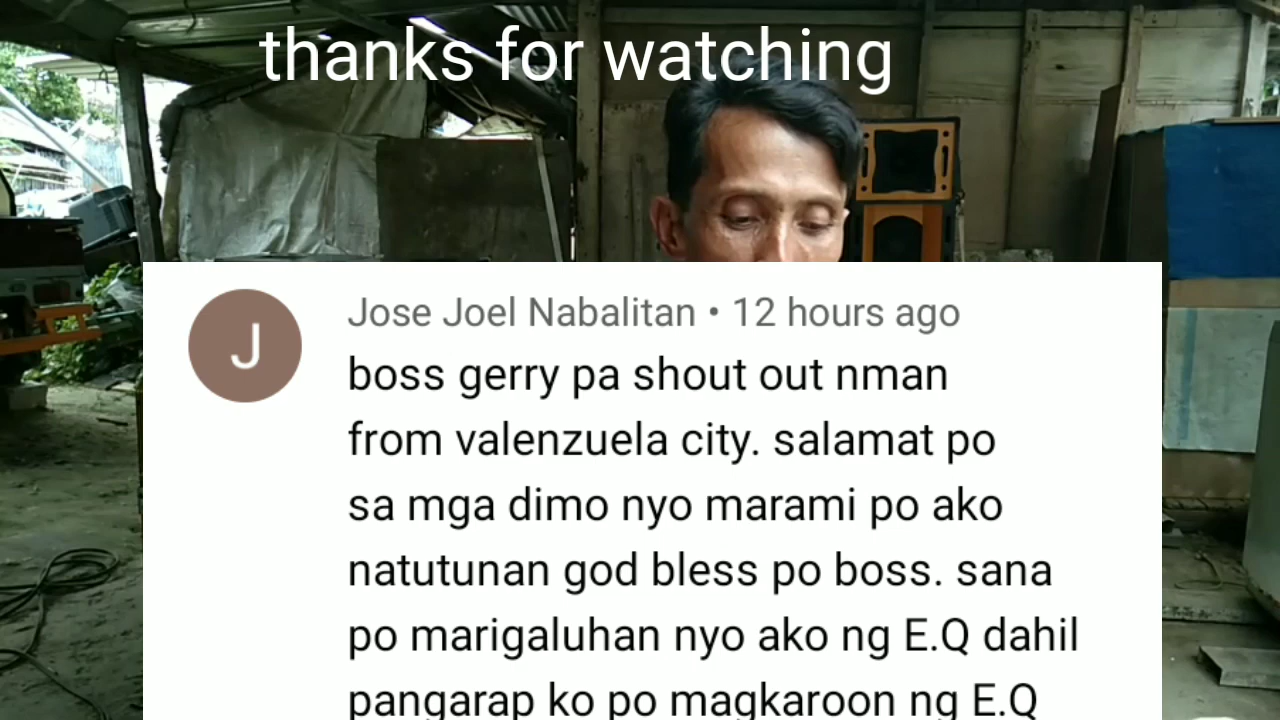 thanks for watching
J
Jose Joel Nabalitan • 12 hours ago
boss gerry pa shout out nman
from valenzuela city. salamat po
sa mga dimo nyo marami po ako
natutunan god bless po boss. sana
po marigaluhan nyo ako ng E.Q dahil
pangarap ko po magkaroon ng E.Q